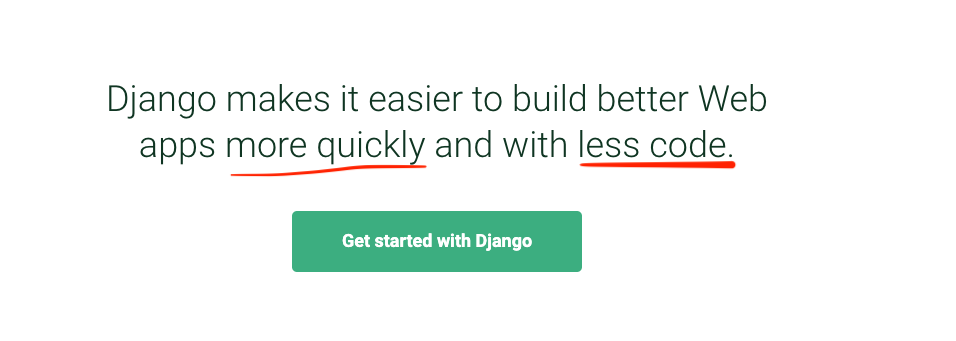 Django makes it easier to build better Web
apps more quickly and with less code.
Get started with Django